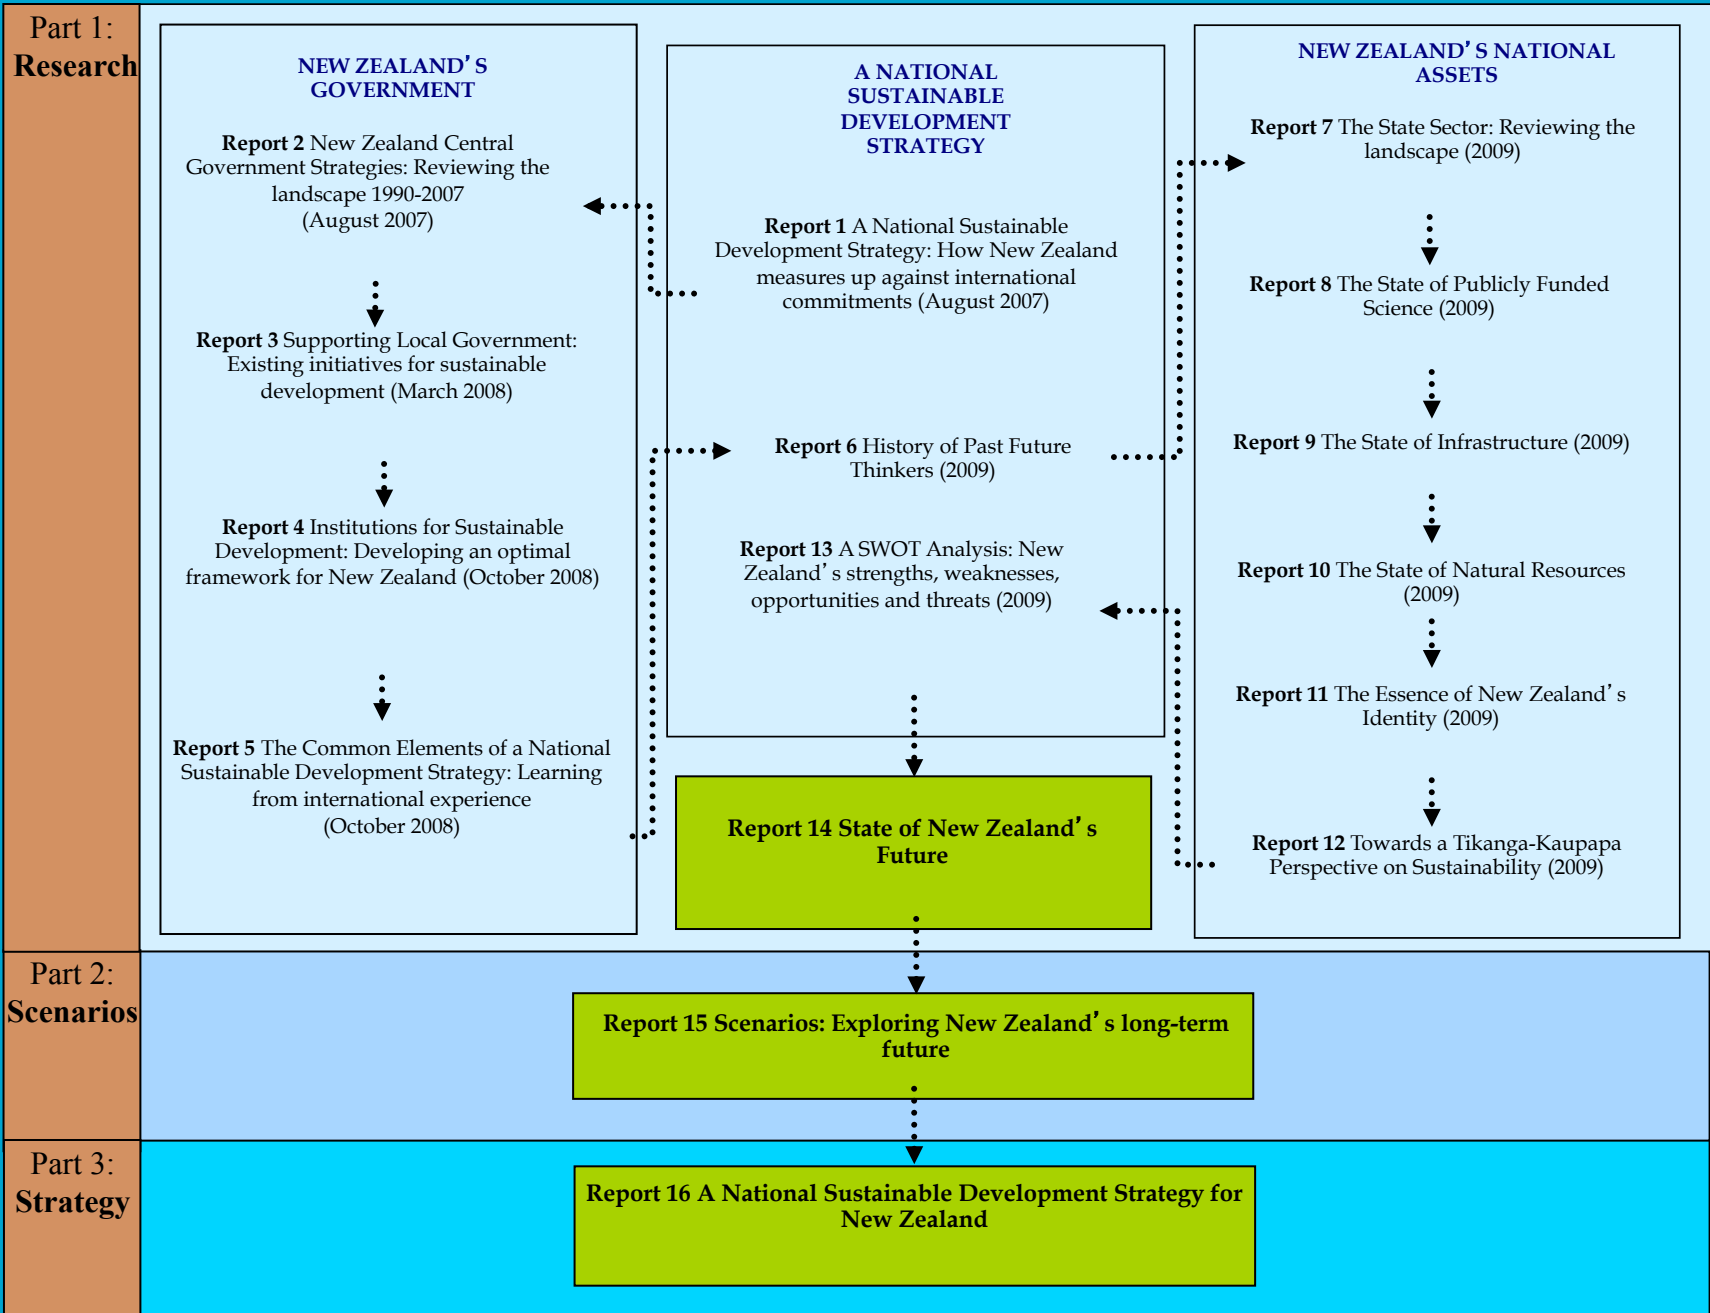 Part 1:
Research
NEW ZEALAND'S
GOVERNMENT
Report 2 New Zealand Central
Government Strategies: Reviewing the
landscape 1990-2007
(August 2007)
Report 3 Supporting Local Government:
Existing initiatives for sustainable
development (March 2008)
Report 4 Institutions for Sustainable
Development: Developing an optimal
framework for New Zealand (October 2008)
Report 5 The Common Elements of a National
Sustainable Development Strategy: Learning
from international experience
(October 2008)
A NATIONAL
SUSTAINABLE
DEVELOPMENT
STRATEGY
Report 1 A National Sustainable
Development Strategy: How New Zealand
measures up against international
commitments (August 2007)
Report 6 History of Past Future
Thinkers (2009)
Report 13 A SWOT Analysis: New
Zealand's strengths, weaknesses,
opportunities and threats (2009)
NEW ZEALAND'S NATIONAL
ASSETS
Report 7 The State Sector: Reviewing the
landscape (2009)
Report 8 The State of Publicly Funded
Science (2009)
Report 9 The State of Infrastructure (2009)
Report 10 The State of Natural Resources
(2009)
Report 11 The Essence of New Zealand's
Identity (2009)
Report 12 Towards a Tikanga-Kaupapa
Perspective on Sustainability (2009)
Report 14 State of New Zealand's
Future
Part 2:
Scenarios
Report 15 Scenarios: Exploring New Zealand's long-term
future
Part 3:
Strategy
Report 16 A National Sustainable Development Strategy for
New Zealand